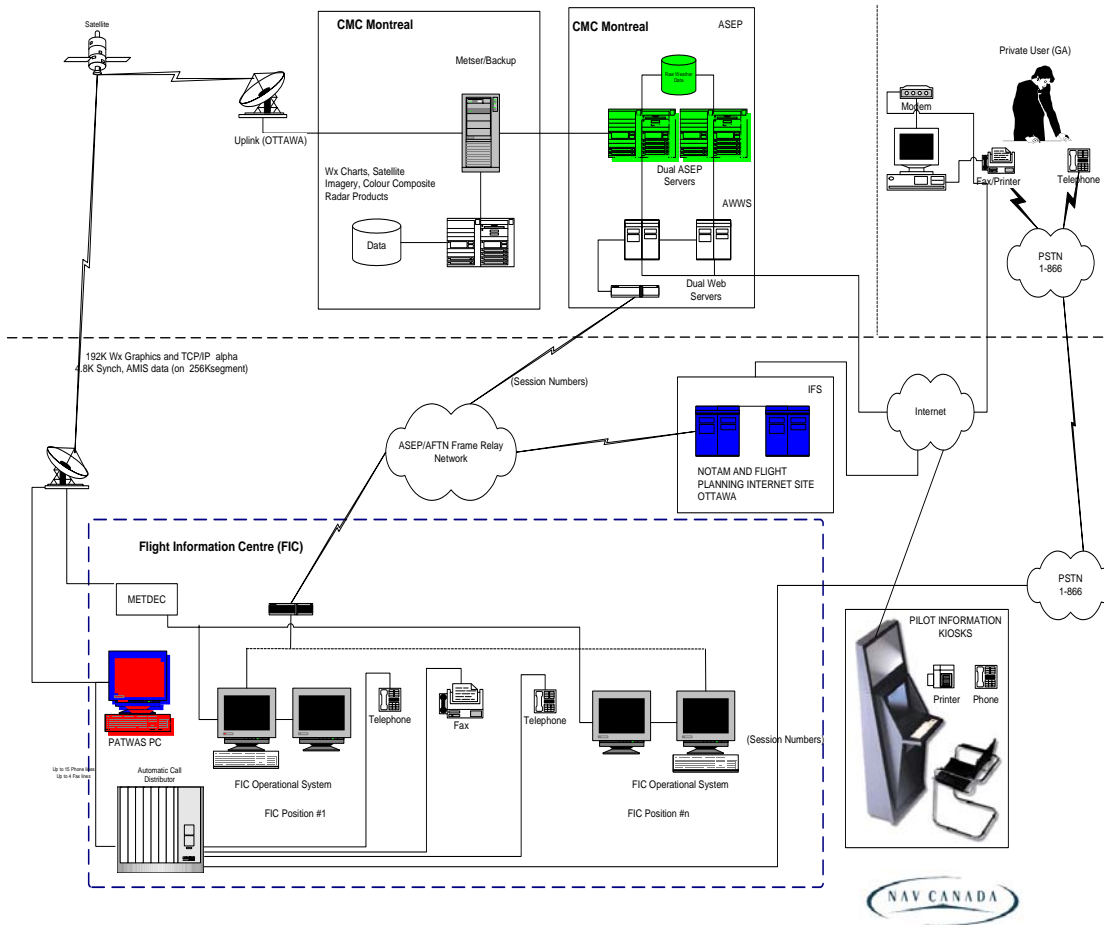 Satellite
Uplink (OTTAWA)
CMC Montreal
Metser/Backup
Wx Charts, Satellite
Imagery, Colour Composite
Radar Products
Data
CMC Montreal
ASEP
Raw Weather
Data
Dual ASEP
Servers
AWWS
Dual Web
Servers
Private User (GA)
Modem
Fax/Printer
Telephone
PSTN
1-866
192K Wx Graphics and TCP/IP alpha
4.8K Synch, AMIS data (on 256Ksegment)
(Session Numbers)
ASEP/AFTN Frame Relay
Network
IFS
NOTAM AND FLIGHT
PLANNING INTERNET SITE
OTTAWA
Internet
PSTN
1-866
Flight Information Centre (FIC)
METDEC
PATWAS PC
Up to 15 Phone lines
Up to 4 Fax lines
Automatic Call
Distributor
FIC Operational System
FIC Position #1
Telephone
Fax
Telephone
FIC Operational System
FIC Position #n
(Session Numbers)
PILOT INFORMATION
KIOSKS
Printer
Phone
NAV CANADA